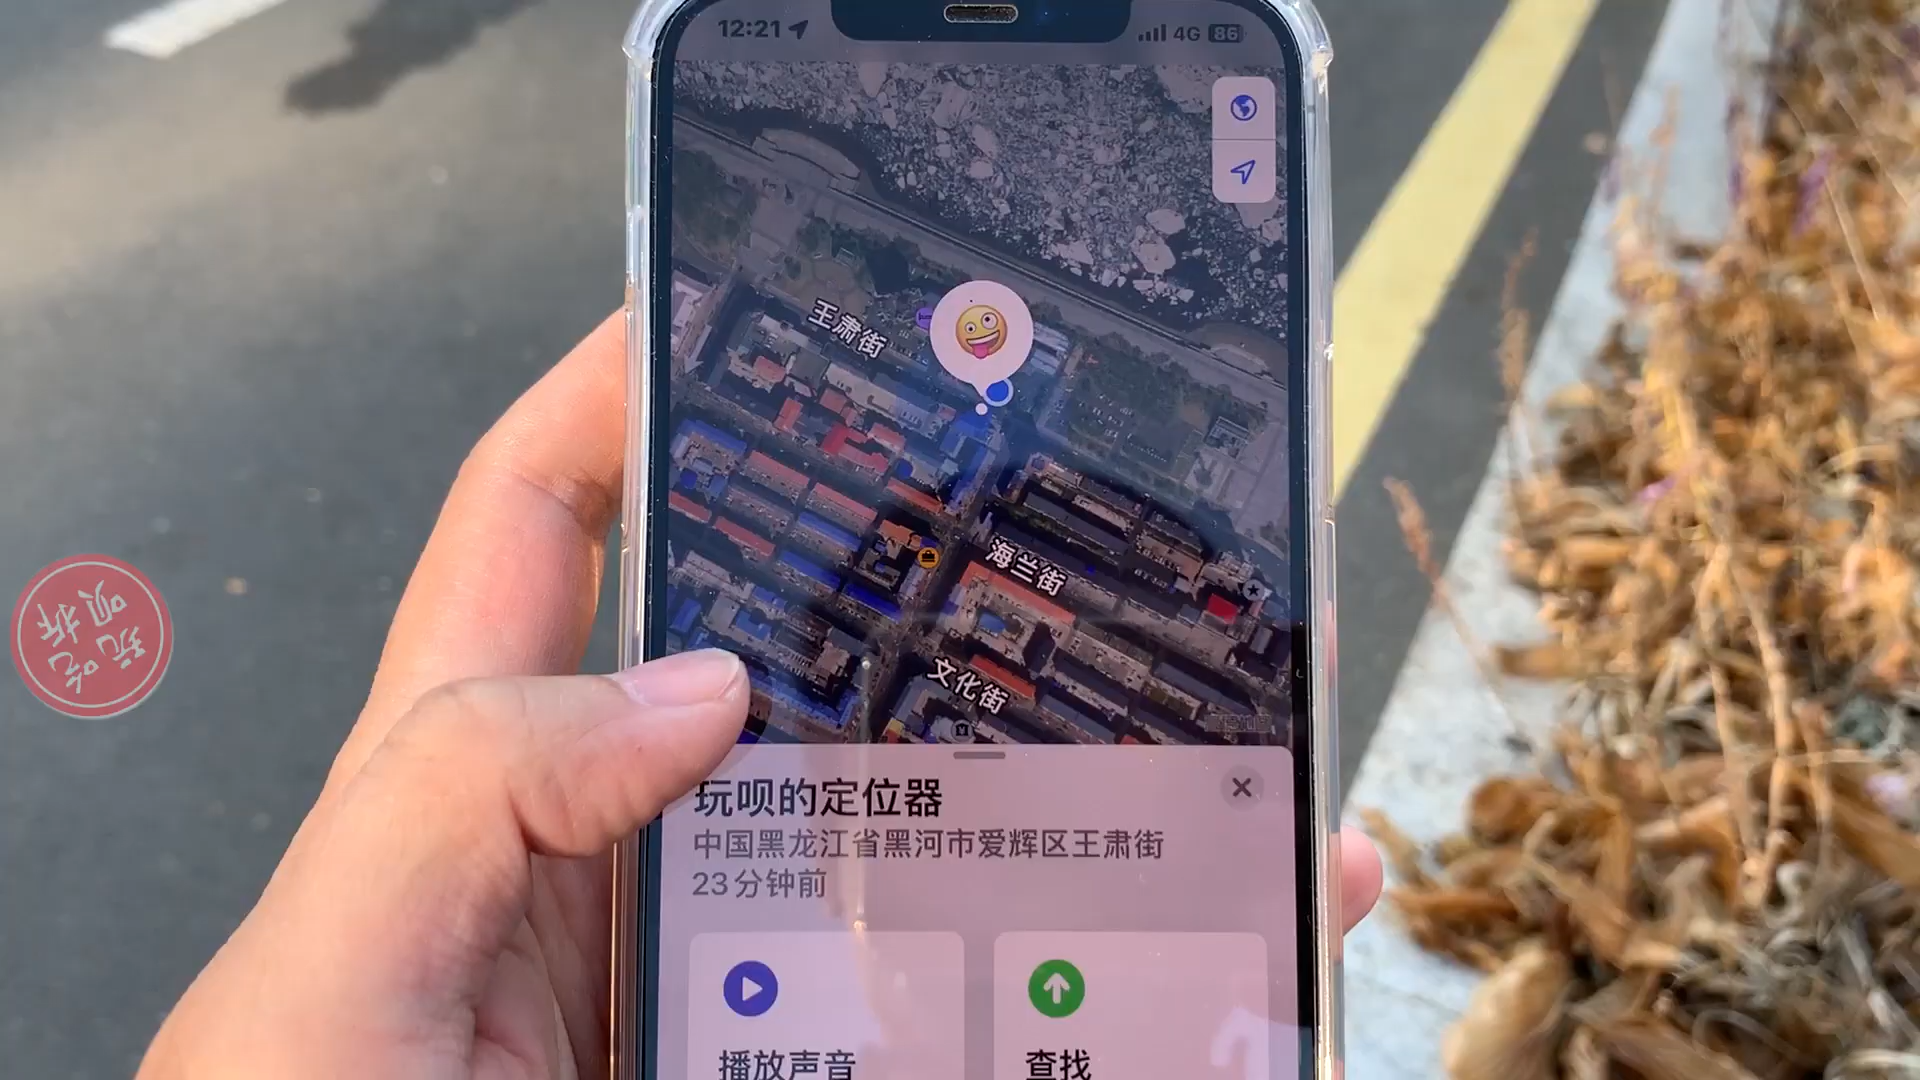 12:21
4G 86
王肃街
海兰街
文化街
玩呗的定位器
中国黑龙江省黑河市爱辉区王肃街
23分钟前
播放声音
查找
玩吃呗拆